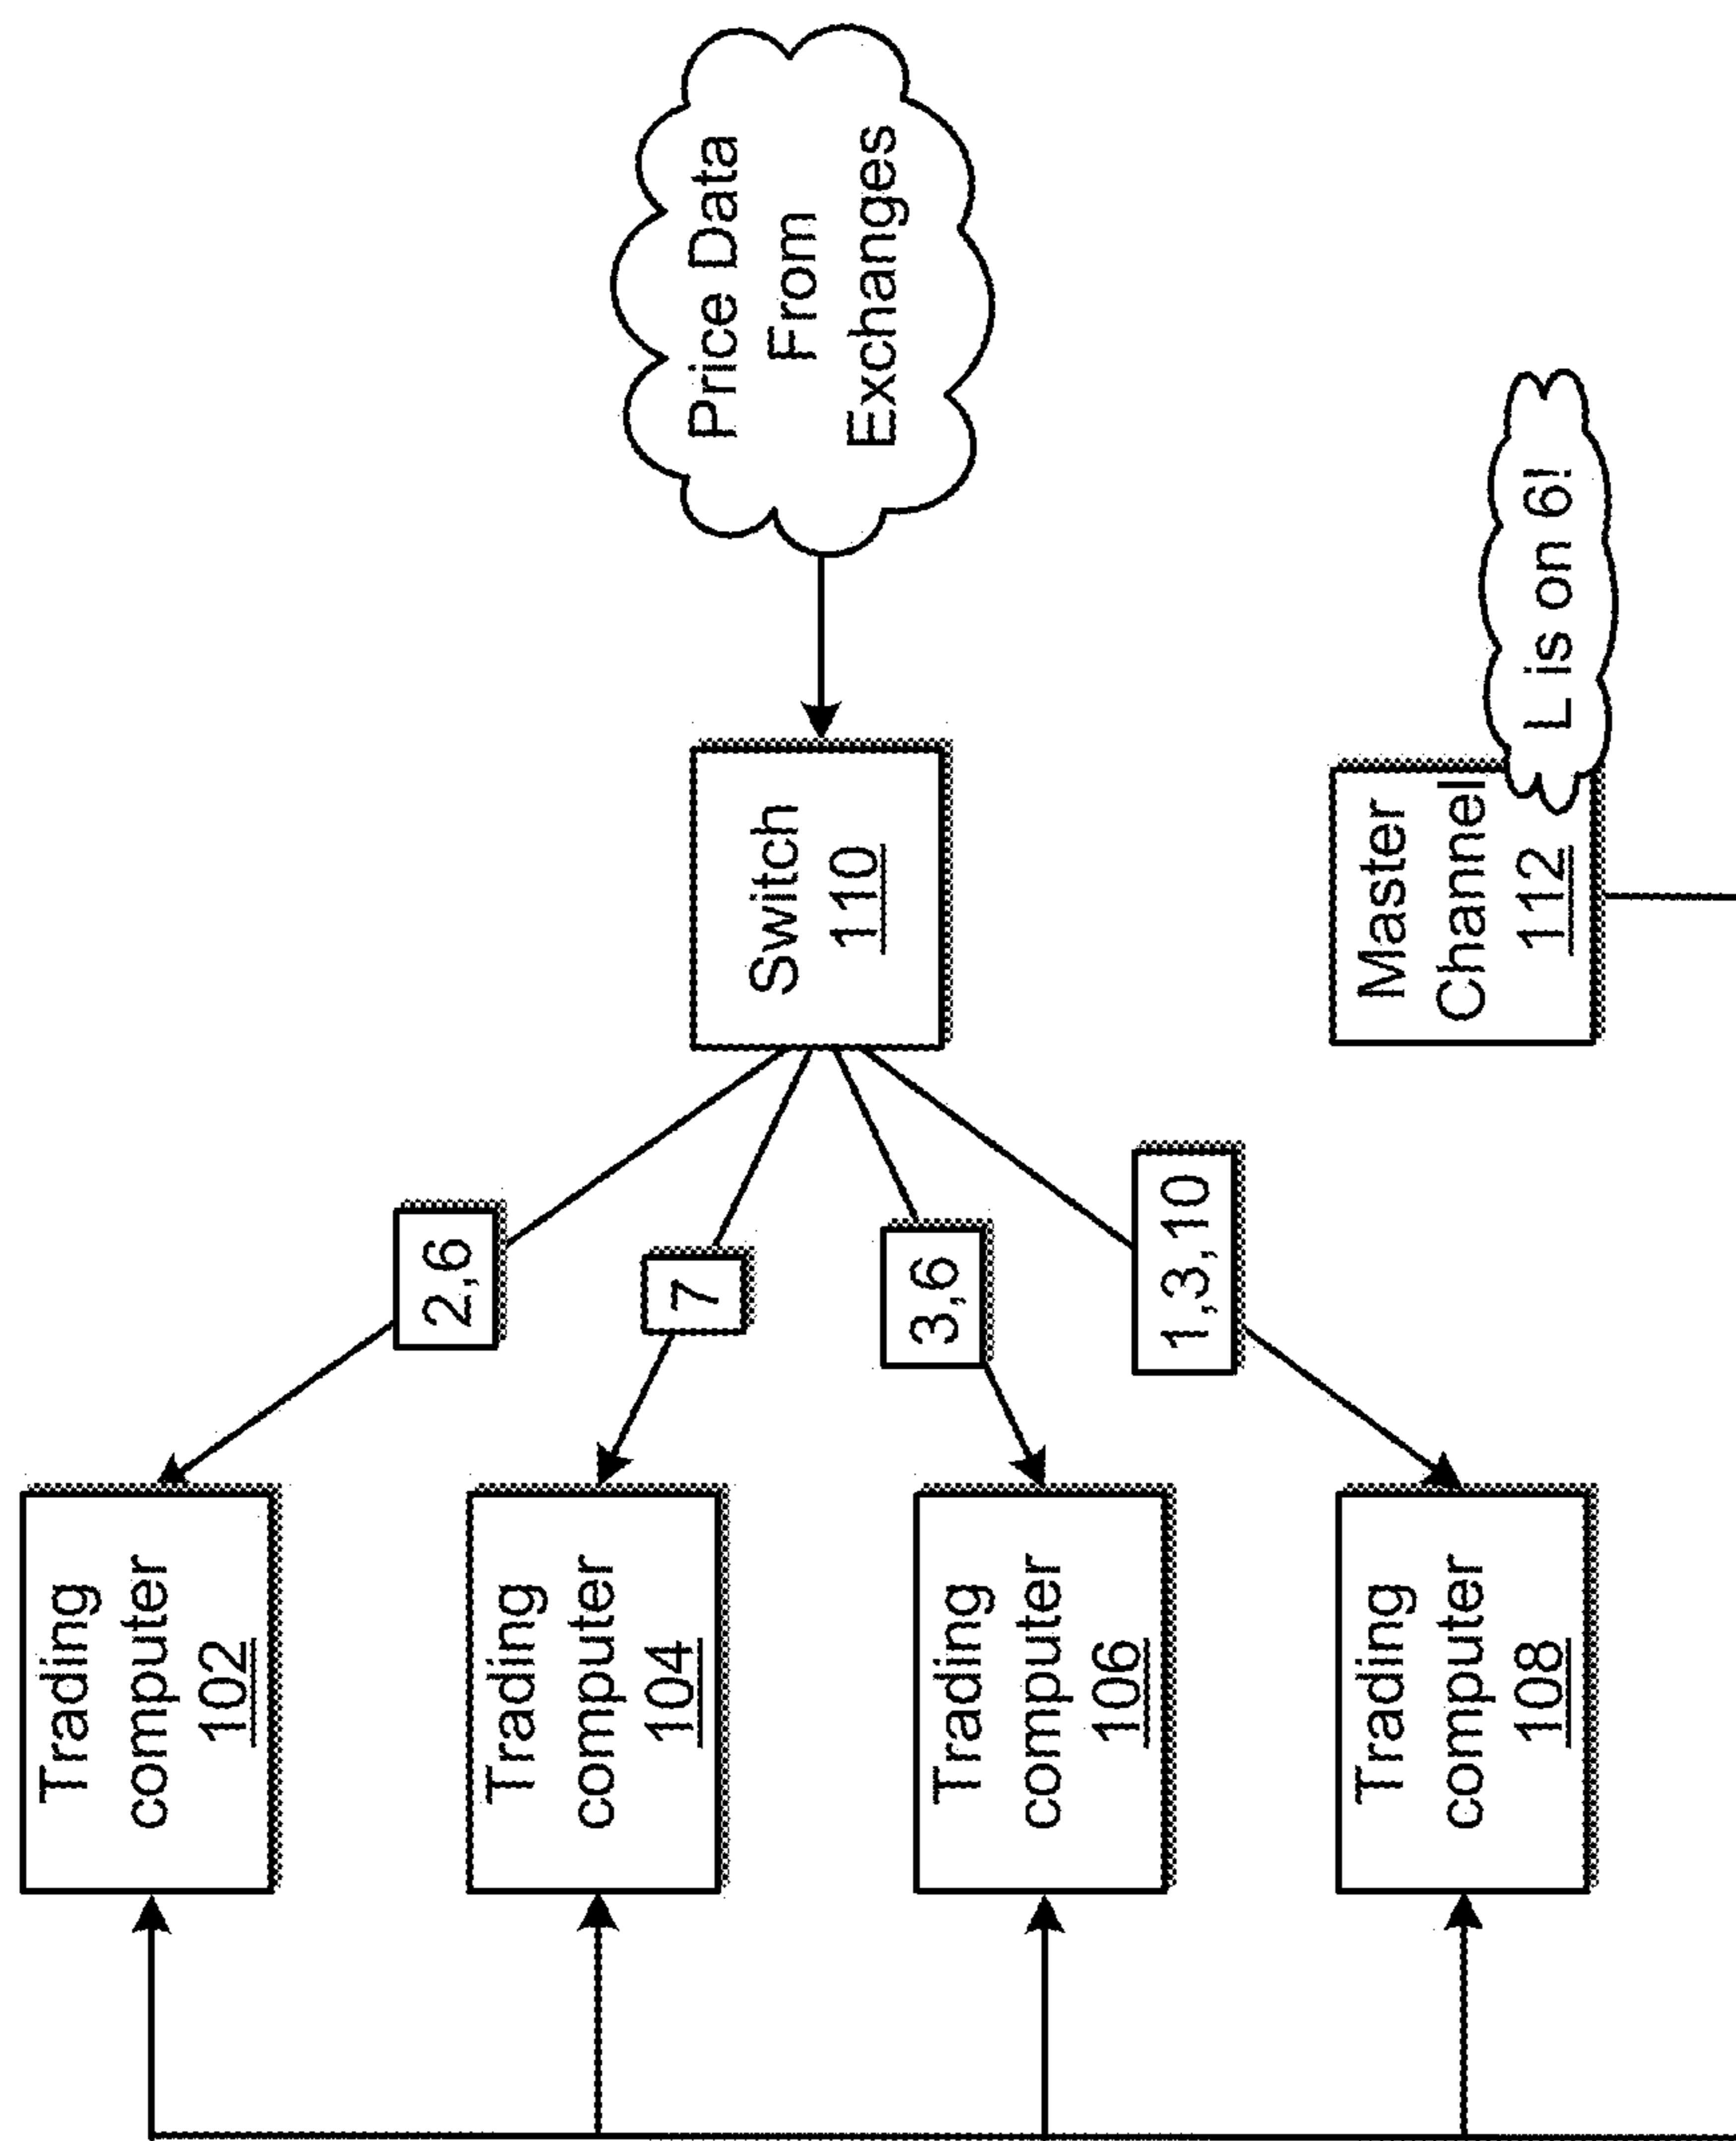 Trading
computer
102
Trading
computer
104
Trading
computer
106
Trading
computer
108
2,6
7
3,6
1,3,10
Switch
110
Price Data
From
Exchanges
Master
Channel
112
L is on 6!